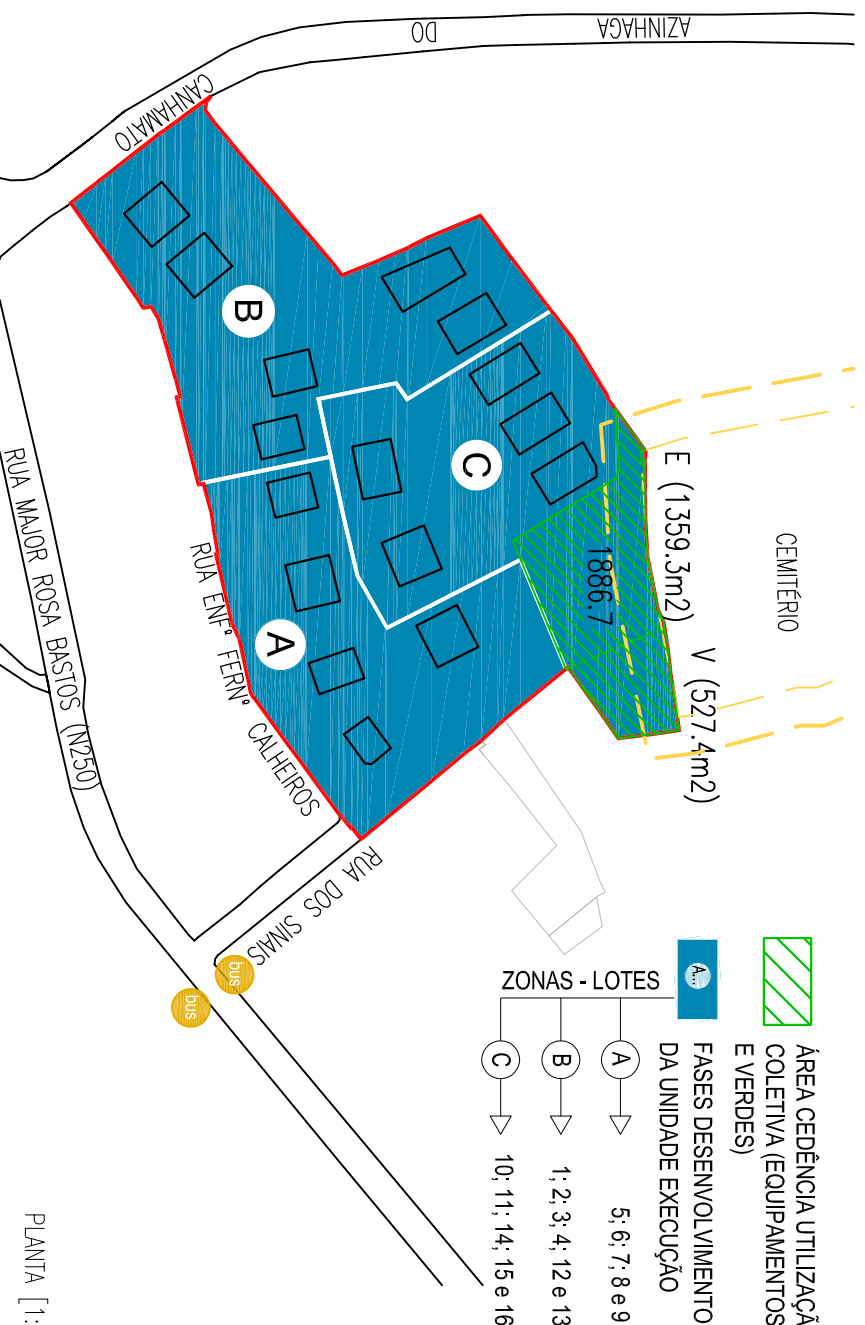 AZINHAGA
DO
CANHAMATO
CEMITÉRIO
E (1359.3m2)
V (527.4m2)
1886.7
B
C
A
RUA ENFª FERNª CALHEIROS
RUA MAJOR ROSA BASTOS (N250)
RUA DOS SINAIS
bus
bus
ÁREA CEDÊNCIA UTILIZAÇÃ
COLETIVA (EQUIPAMENTOS
E VERDES)
A...
FASES DESENVOLVIMENTO
DA UNIDADE EXECUÇÃO
ZONAS - LOTES
A 5; 6; 7; 8 e 9
B 1; 2; 3; 4; 12 e 13
C 10; 11; 14; 15 e 16
PLANTA [1: